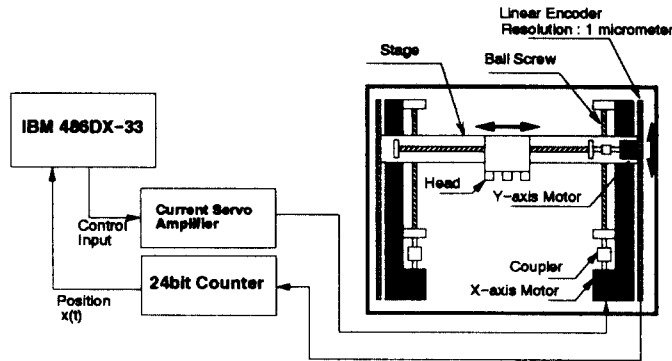 Linear Encoder
Resolution : 1 micrometer
Stage
Ball Screw
IBM 486DX-33
Head
Y-axis Motor
Control
Input
Current Servo
Amplifier
Coupler
24bit Counter
X-axis Motor
Position
x(t)